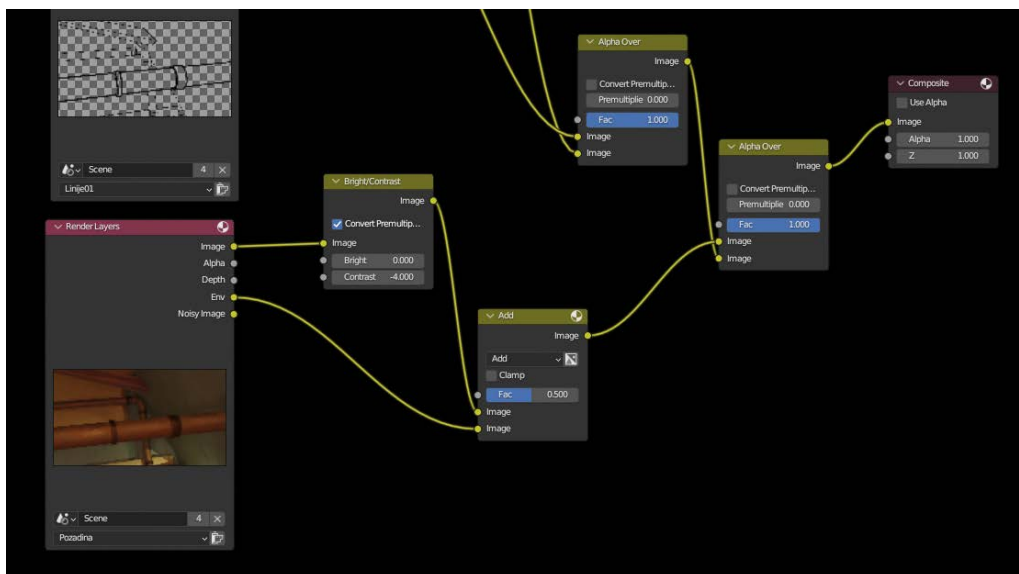 Scene 4
Linije01
Render Layers
Image
Alpha
Depth
Env
Noisy Image
Scene 4
Pozadina
Bright/Contrast
Image
Convert Premultip...
Image
Bright 0.000
Contrast -4.000
Add
Image
Add
Clamp
Fac 0.500
Image
Image
Alpha Over
Image
Convert Premultip...
Premultiplie 0.000
Fac 1.000
Image
Image
Alpha Over
Image
Convert Premultip...
Premultiplie 0.000
Fac 1.000
Image
Image
Composite
Use Alpha
Image
Alpha 1.000
Z 1.000